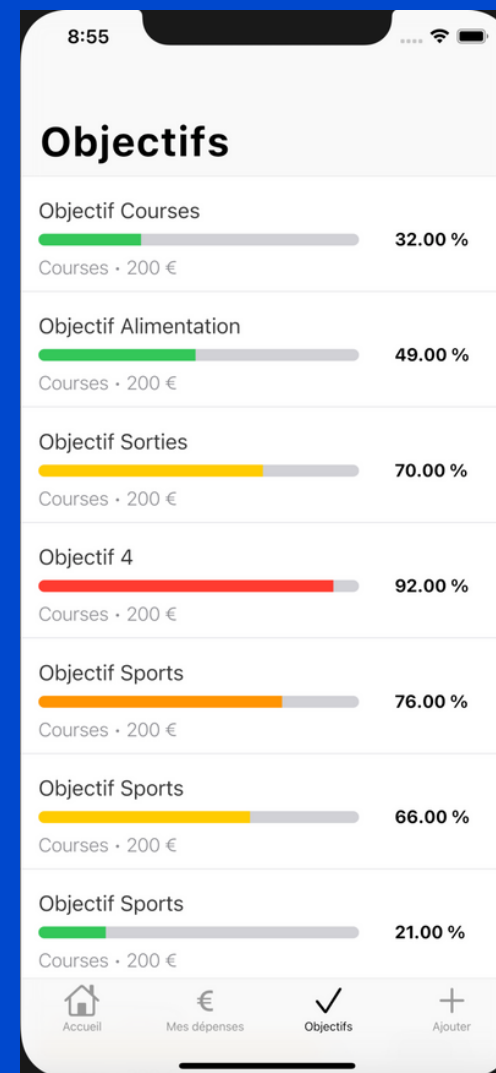 8:55
Objectifs
Objectif Courses
32.00 %
Courses • 200 €
Objectif Alimentation
49.00 %
Courses • 200 €
Objectif Sorties
70.00 %
Courses • 200 €
Objectif 4
92.00 %
Courses • 200 €
Objectif Sports
76.00 %
Courses • 200 €
Objectif Sports
66.00 %
Courses • 200 €
Objectif Sports
21.00 %
Courses • 200 €
€
Accueil Mes dépenses Objectifs Ajouter